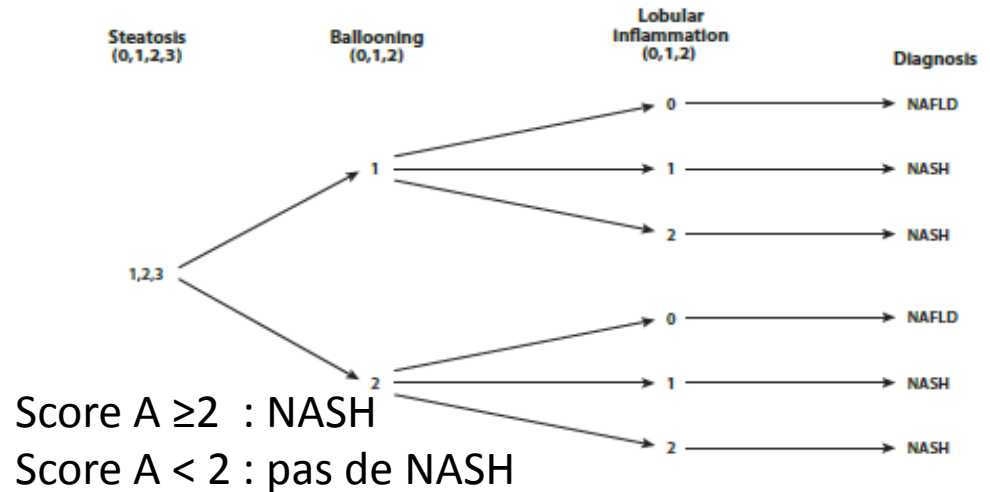 Steatosis
(0,1,2,3)
Ballooning
(0,1,2)
Lobular
inflammation
(0,1,2)
Diagnosis
0
NAFLD
1
1
NASH
2
NASH
1,2,3
0
NAFLD
2
1
NASH
2
NASH
Score A ≥2 : NASH
Score A < 2 : pas de NASH